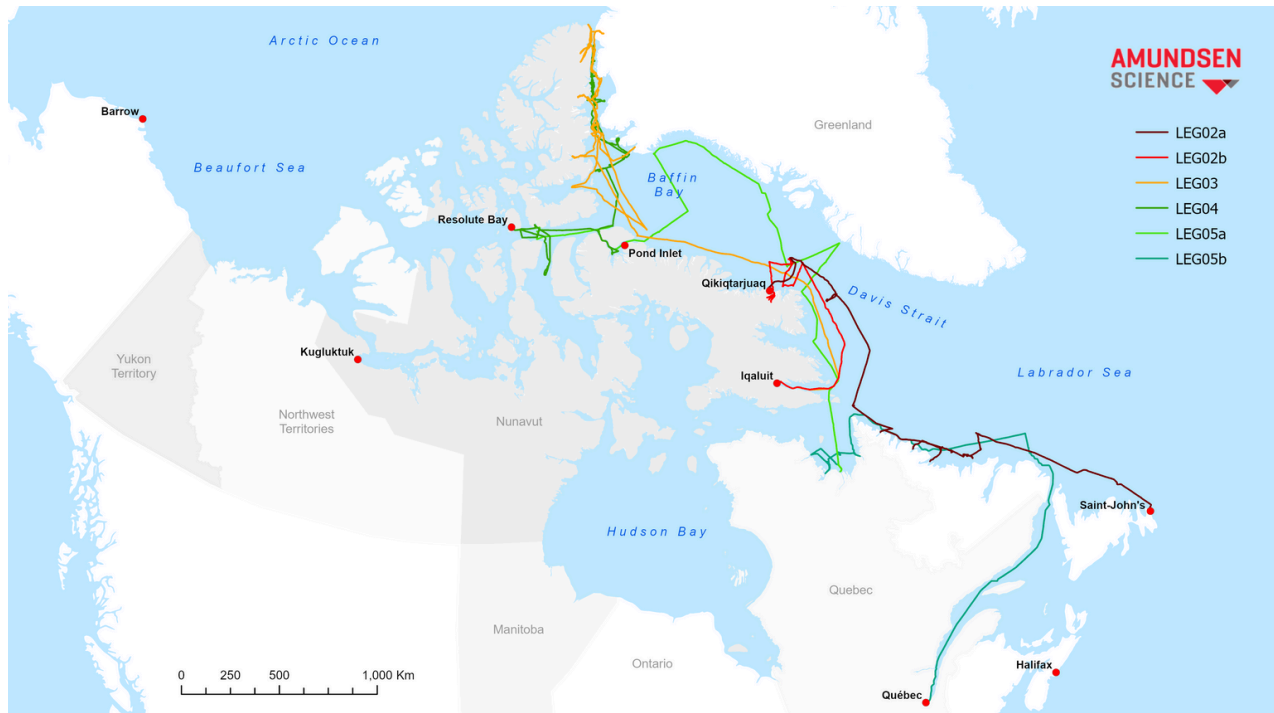 Arctic Ocean
AMUNDSEN
SCIENCE
Barrow
Greenland
LEG02a
Beaufort Sea
LEG02b
Baffin
Bay
LEG03
LEG04
Resolute Bay
LEG05a
Pond Inlet
LEG05b
Qikiqtarjuaq
Davis Strait
Kugluktuk
Yukon
Territory
Iqaluit
Labrador Sea
Northwest
Territories
Nunavut
Saint-John's
Hudson Bay
Quebec
Manitoba
Ontario
Halifax
0 250 500 1,000 Km
Québec